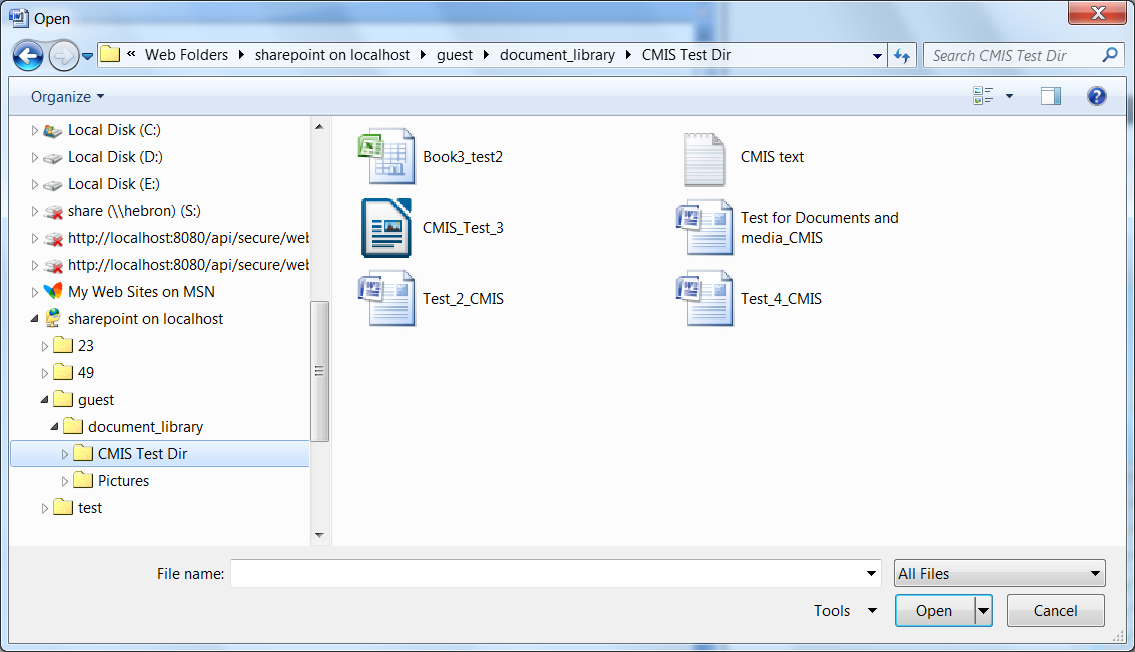 Open
« Web Folders sharepoint on localhost guest document_library CMIS Test Dir
Search CMIS Test Dir
Organize
Local Disk (C:)
Local Disk (D:)
Local Disk (E:)
share (\\hebron) (S:)
http://localhost:8080/api/secure/web
http://localhost:8080/api/secure/web
My Web Sites on MSN
sharepoint on localhost
23
49
guest
document_library
CMIS Test Dir
Pictures
test
Book3_test2
CMIS text
CMIS_Test_3
Test for Documents and
media_CMIS
Test_2_CMIS
Test_4_CMIS
File name:
All Files
Tools
Open
Cancel